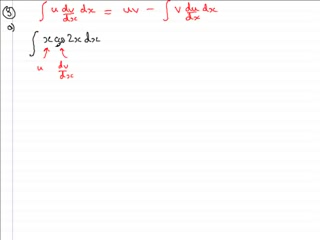 ③ ∫ u dv/dx dx = uv − ∫ v du/dx dx
a)
∫ x cos 2x dx
u dv/dx